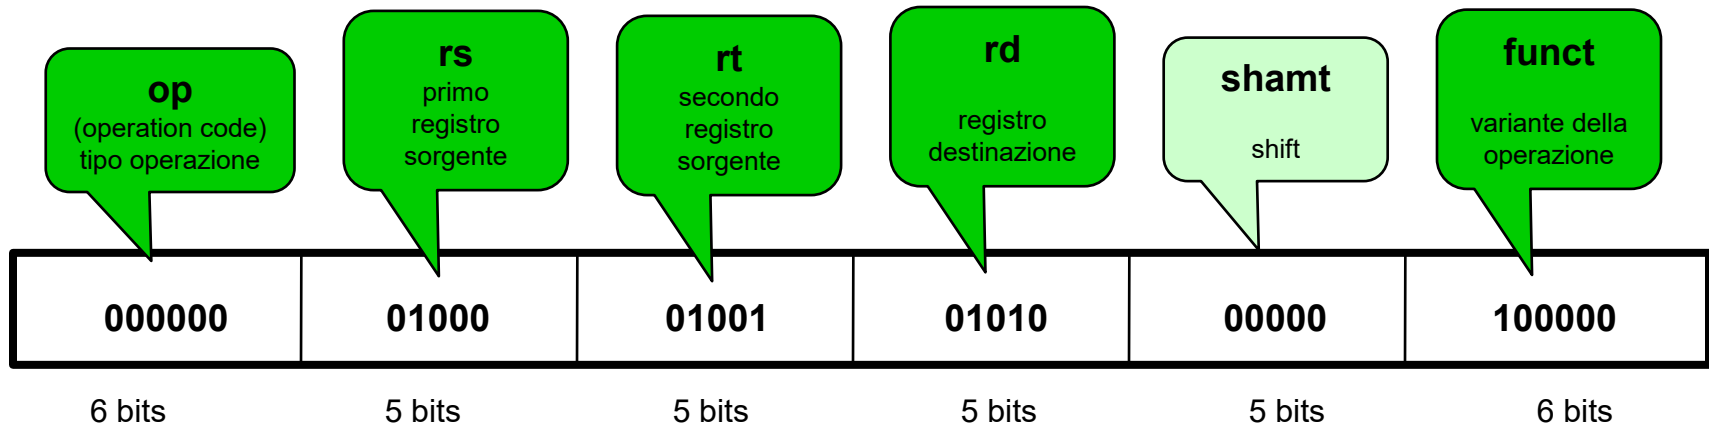 op
(operation code)
tipo operazione
rs
primo
registro
sorgente
rt
secondo
registro
sorgente
rd
registro
destinazione
shamt
shift
funct
variante della
operazione
000000 01000 01001 01010 00000 100000
6 bits 5 bits 5 bits 5 bits 5 bits 6 bits